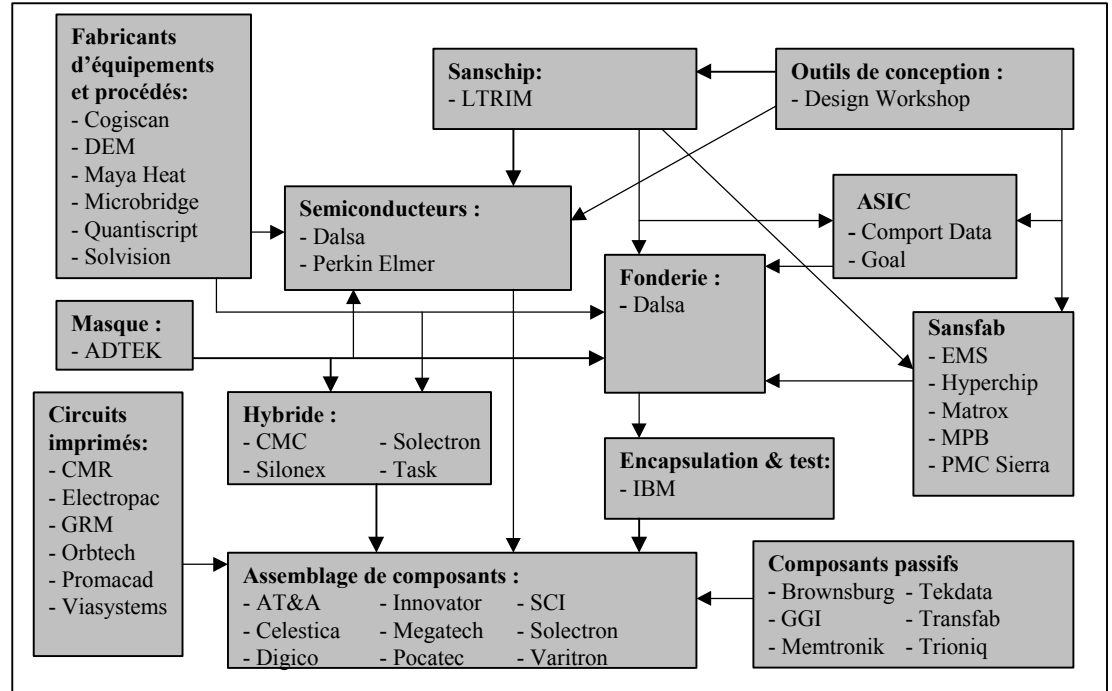 Fabricants
d'équipements
et procédés:
- Cogiscan
- DEM
- Maya Heat
- Microbridge
- Quantiscript
- Solvision
Sanschip:
- LTRIM
Outils de conception :
- Design Workshop
Semiconducteurs :
- Dalsa
- Perkin Elmer
ASIC
- Comport Data
- Goal
Fonderie :
- Dalsa
Masque :
- ADTEK
Sansfab
- EMS
- Hyperchip
- Matrox
- MPB
- PMC Sierra
Circuits
imprimés:
- CMR
- Electropac
- GRM
- Orbtech
- Promacad
- Viasystems
Hybride :
- CMC - Solectron
- Silonex - Task
Encapsulation & test:
- IBM
Assemblage de composants :
- AT&A - Innovator - SCI
- Celestica - Megatech - Solectron
- Digico - Pocatec - Varitron
Composants passifs
- Brownsburg - Tekdata
- GGI - Transfab
- Memtronik - Trioniq